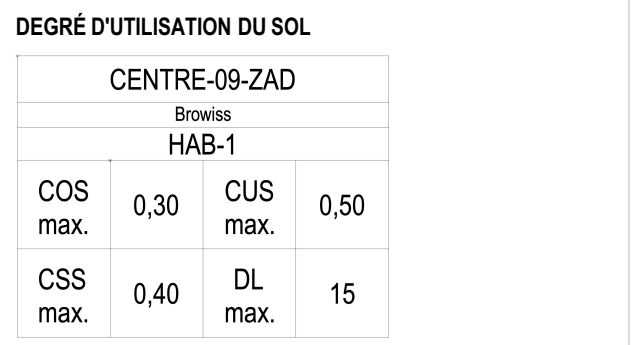 DEGRÉ D'UTILISATION DU SOL
CENTRE-09-ZAD
Browiss
HAB-1
COS max. 0,30 CUS max. 0,50
CSS max. 0,40 DL max. 15